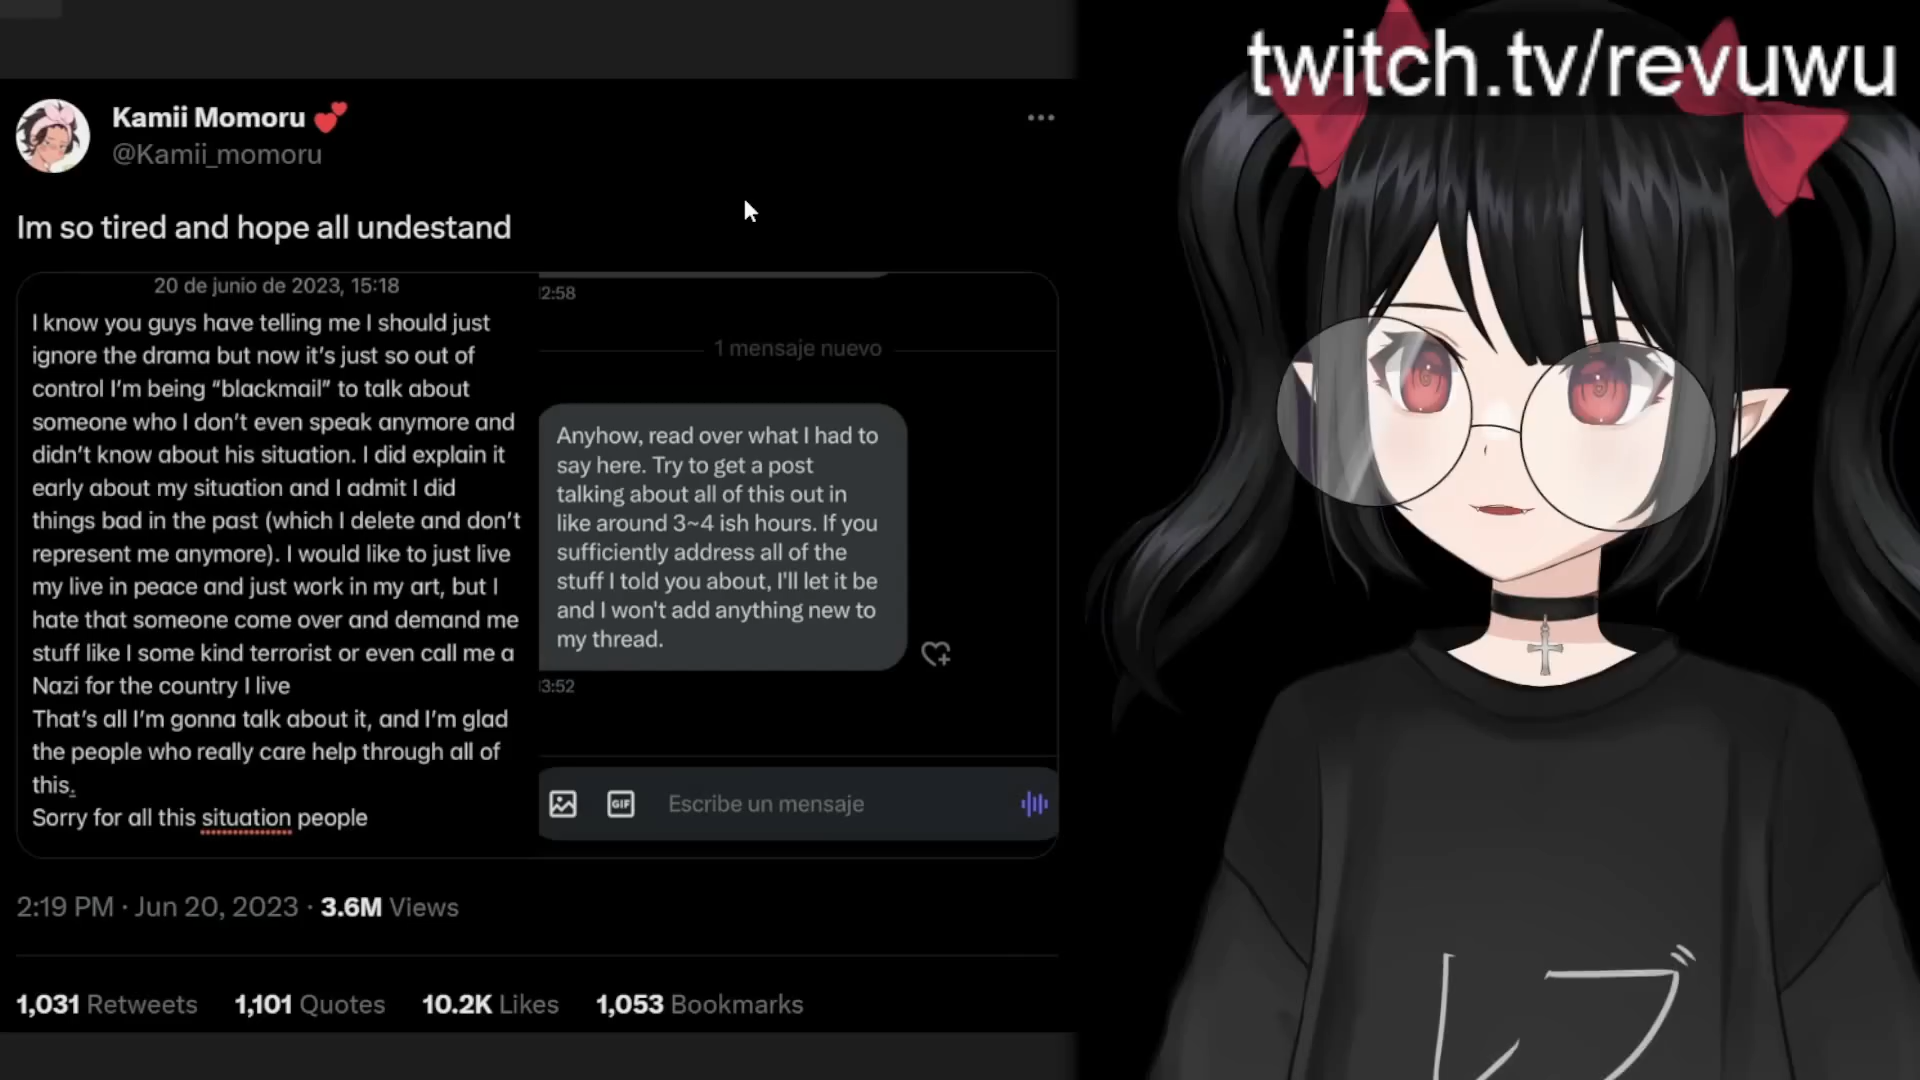 twitch.tv/revuwu
Kamii Momoru
@Kamii_momoru
Im so tired and hope all undestand
20 de junio de 2023, 15:18
I know you guys have telling me I should just
ignore the drama but now it's just so out of
control I'm being “blackmail” to talk about
someone who I don't even speak anymore and
didn't know about his situation. I did explain it
early about my situation and I admit I did
things bad in the past (which I delete and don't
represent me anymore). I would like to just live
my live in peace and just work in my art, but I
hate that someone come over and demand me
stuff like I some kind terrorist or even call me a
Nazi for the country I live
That's all I'm gonna talk about it, and I'm glad
the people who really care help through all of
this.
Sorry for all this situation people
2:58
1 mensaje nuevo
Anyhow, read over what I had to
say here. Try to get a post
talking about all of this out in
like around 3~4 ish hours. If you
sufficiently address all of the
stuff I told you about, I'll let it be
and I won't add anything new to
my thread.
3:52
GIF
Escribe un mensaje
2:19 PM · Jun 20, 2023 · 3.6M Views
1,031 Retweets 1,101 Quotes 10.2K Likes 1,053 Bookmarks
レブ